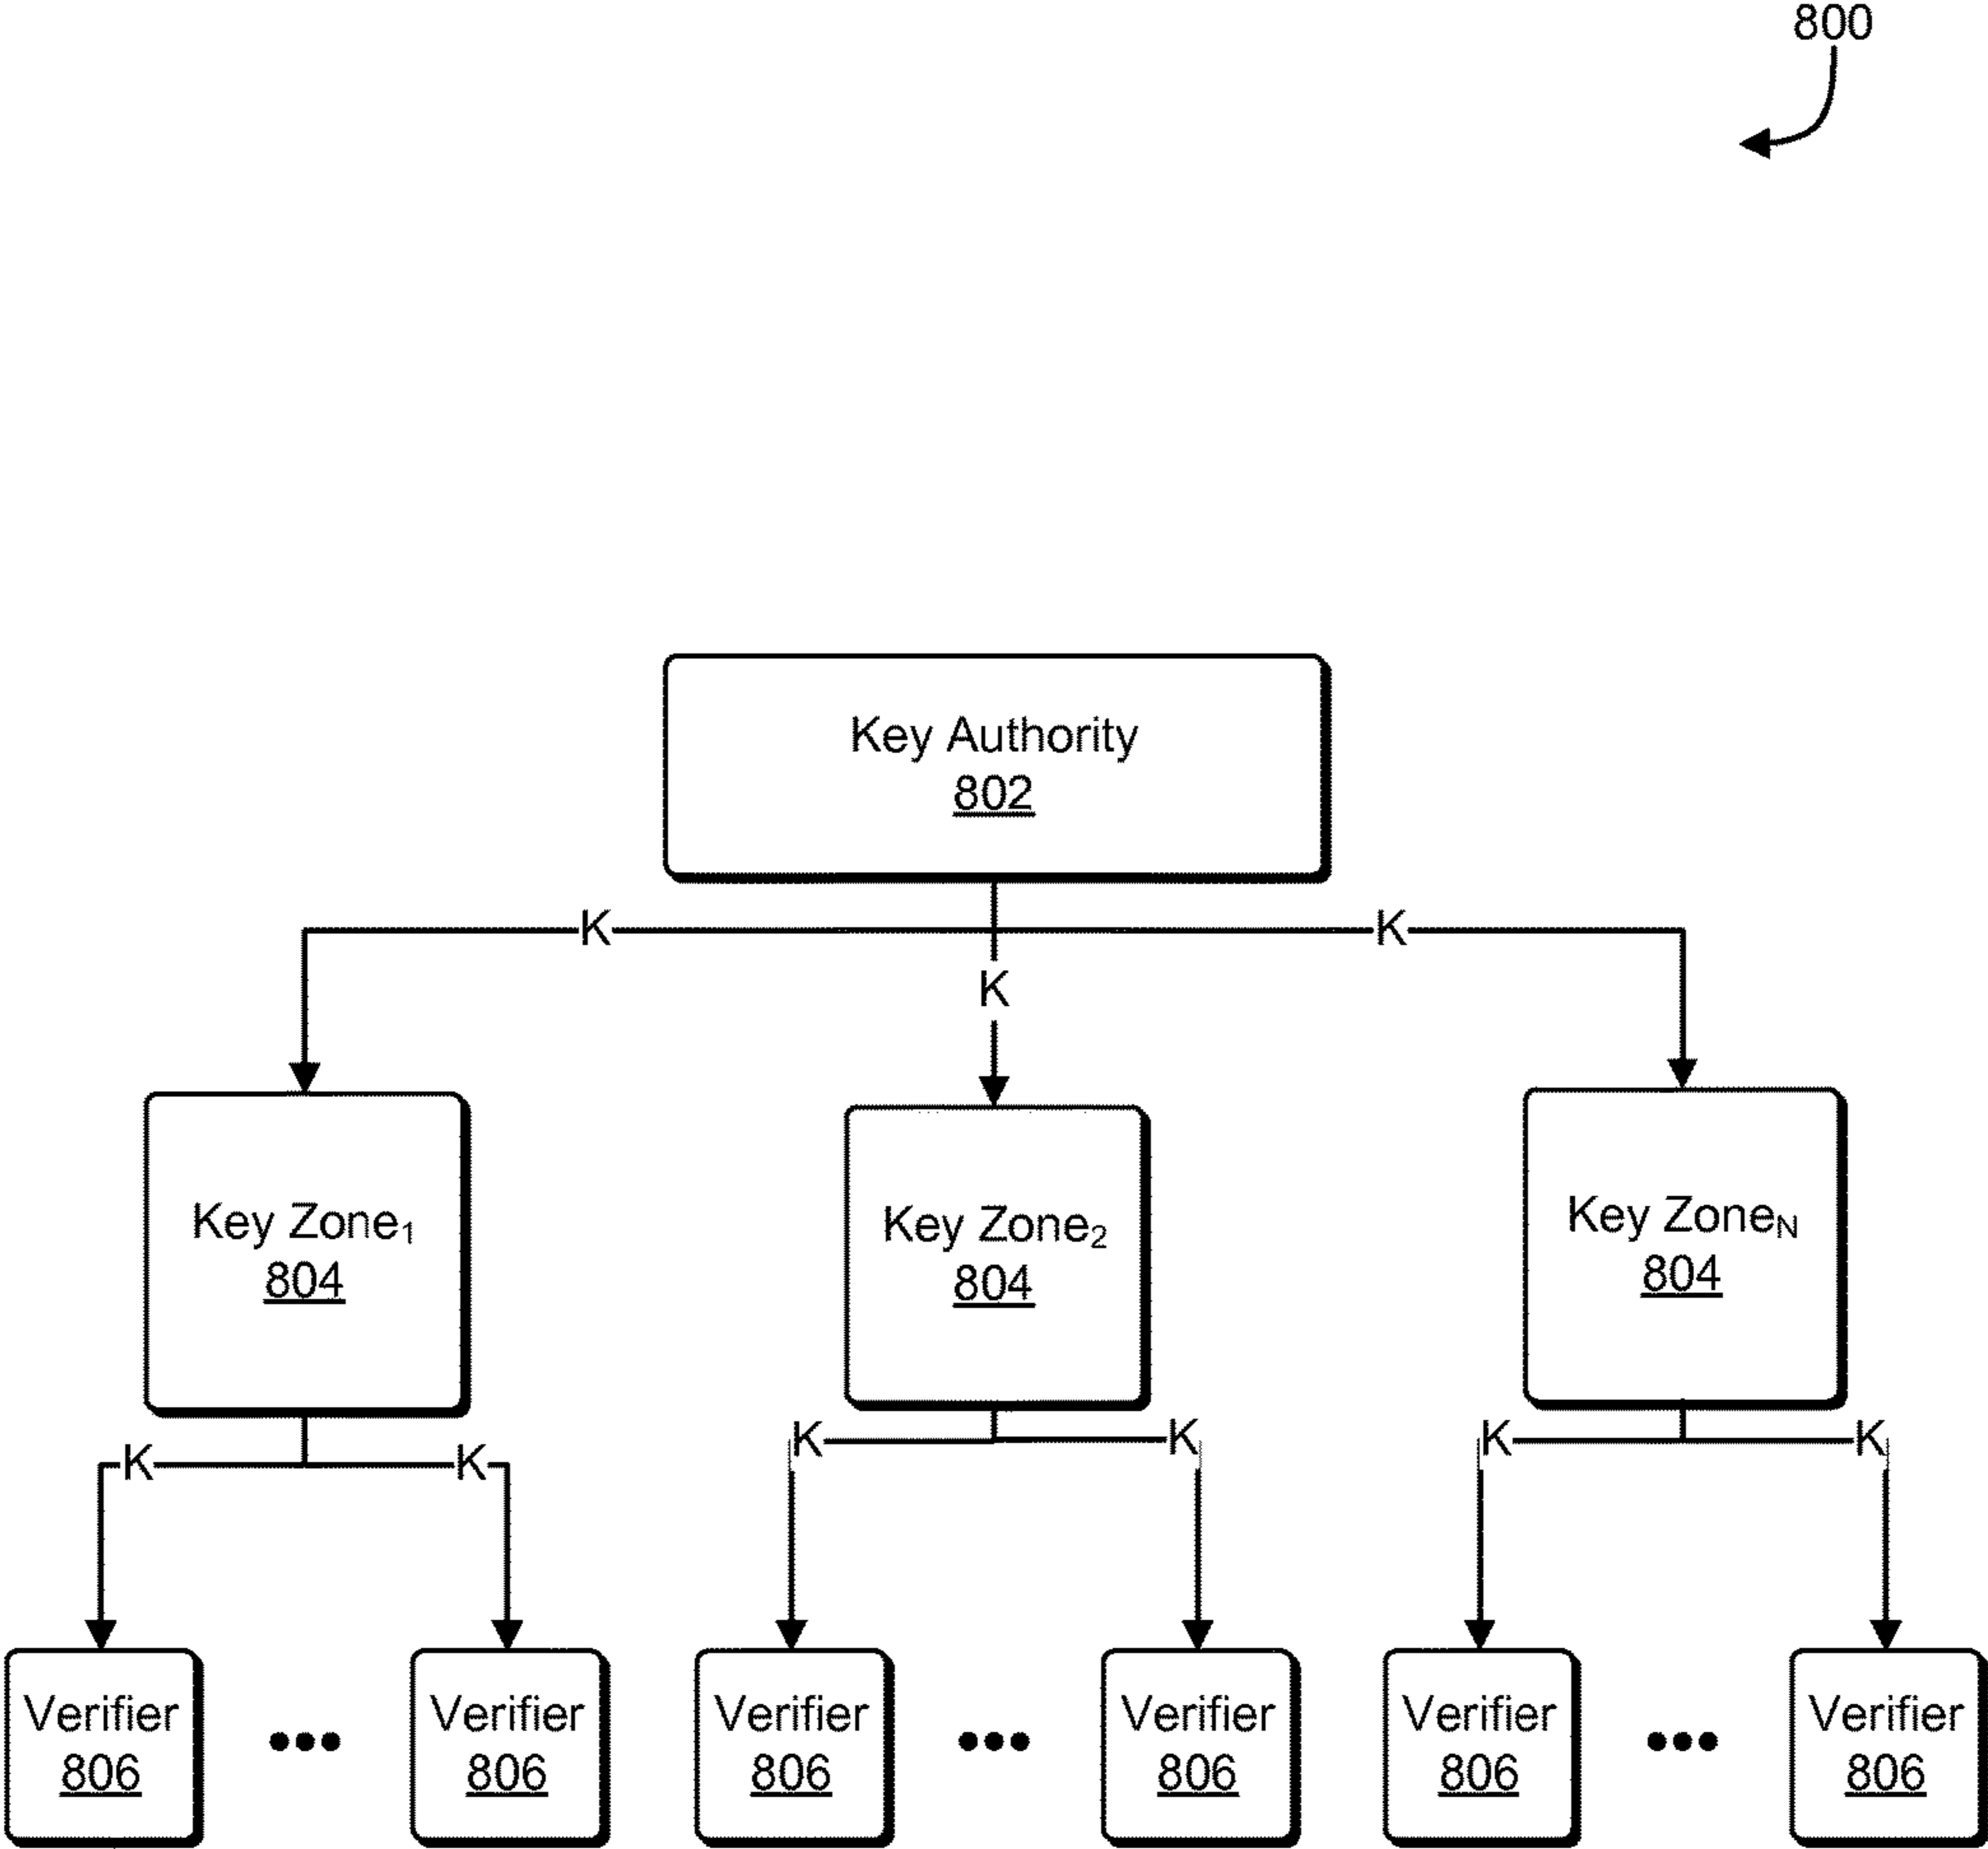 800
Key Authority
802
K K
K
Key Zone₁
804
Key Zone₂
804
Key Zone_N
804
K K K K K K
Verifier
806
Verifier
806
Verifier
806
Verifier
806
Verifier
806
Verifier
806